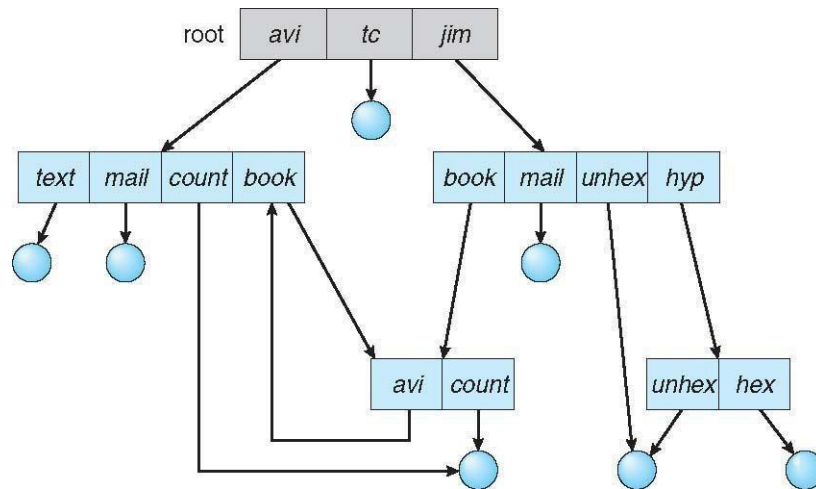 root avi tc jim
text mail count book book mail unhex hyp
avi count unhex hex